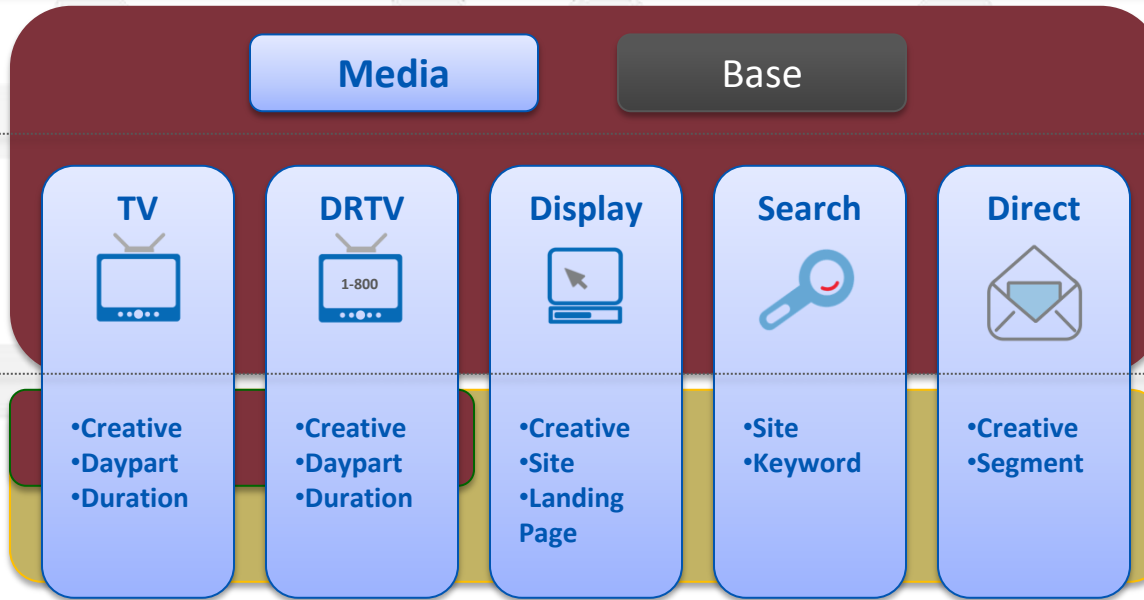 Media
Base
TV
DRTV
1-800
Display
Search
Direct
•Creative
•Daypart
•Duration
•Creative
•Daypart
•Duration
•Creative
•Site
•Landing
Page
•Site
•Keyword
•Creative
•Segment